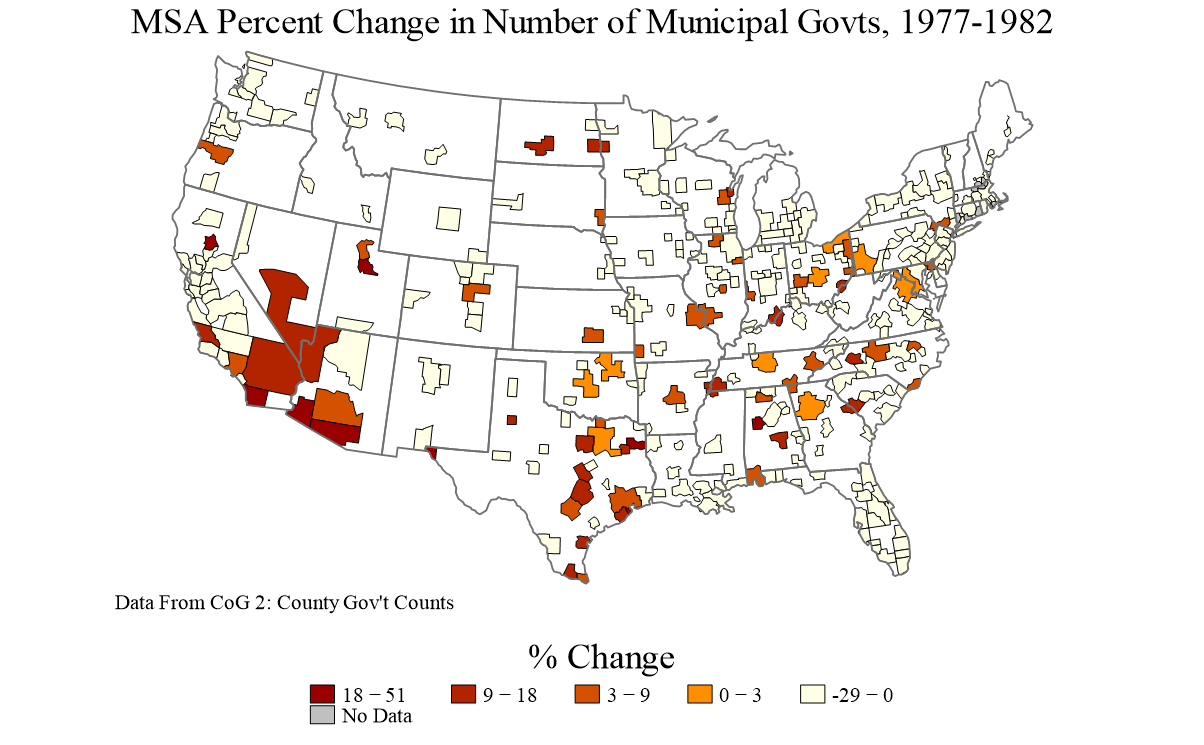 MSA Percent Change in Number of Municipal Govts, 1977-1982
Data From CoG 2: County Gov't Counts
% Change
18 − 51 9 − 18 3 − 9 0 − 3 -29 − 0
No Data